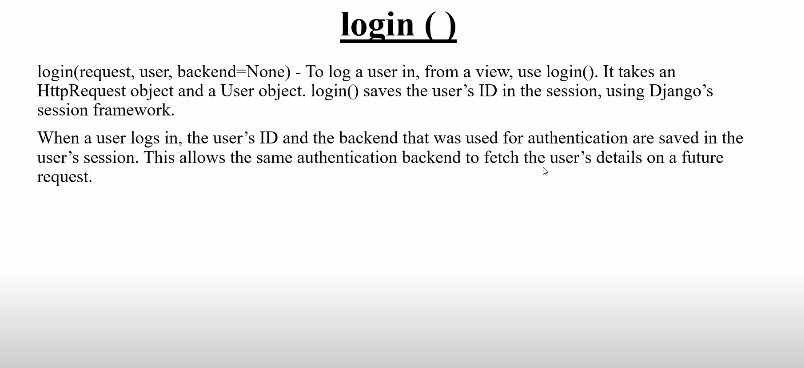 login ( )
login(request, user, backend=None) - To log a user in, from a view, use login(). It takes an
HttpRequest object and a User object. login() saves the user’s ID in the session, using Django’s
session framework.
When a user logs in, the user’s ID and the backend that was used for authentication are saved in the
user’s session. This allows the same authentication backend to fetch the user’s details on a future
request.